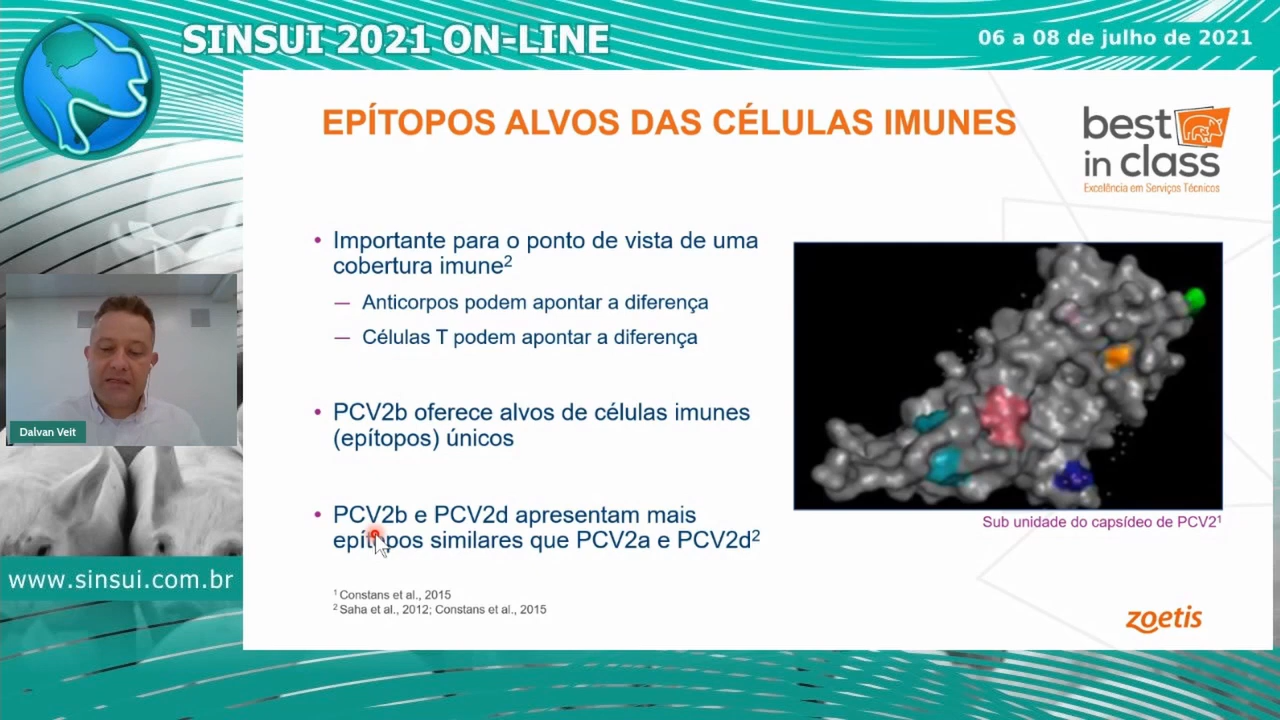 SINSUI 2021 ON-LINE
06 a 08 de julho de 2021
EPÍTOPOS ALVOS DAS CÉLULAS IMUNES
best
in class
Excelência em Serviços Técnicos
• Importante para o ponto de vista de uma
cobertura imune²
— Anticorpos podem apontar a diferença
— Células T podem apontar a diferença
• PCV2b oferece alvos de células imunes
(epítopos) únicos
• PCV2b e PCV2d apresentam mais
epítopos similares que PCV2a e PCV2d²
Sub unidade do capsídeo de PCV2¹
¹ Constans et al., 2015
² Saha et al., 2012; Constans et al., 2015
zoetis
Dalvan Veit
www.sinsui.com.br